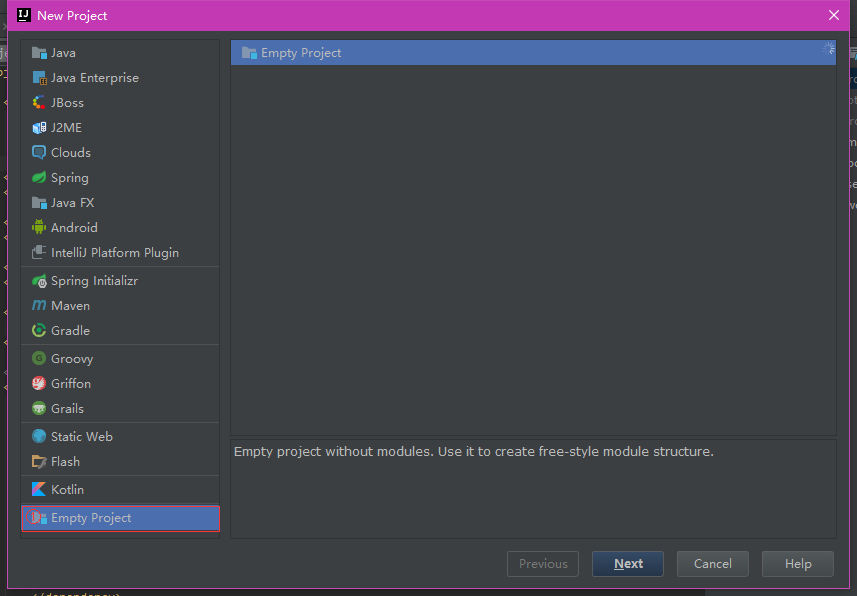 New Project
Java
Java Enterprise
JBoss
J2ME
Clouds
Spring
Java FX
Android
IntelliJ Platform Plugin
Spring Initializr
Maven
Gradle
Groovy
Griffon
Grails
Static Web
Flash
Kotlin
Empty Project
Empty Project
Empty project without modules. Use it to create free-style module structure.
Previous
Next
Cancel
Help